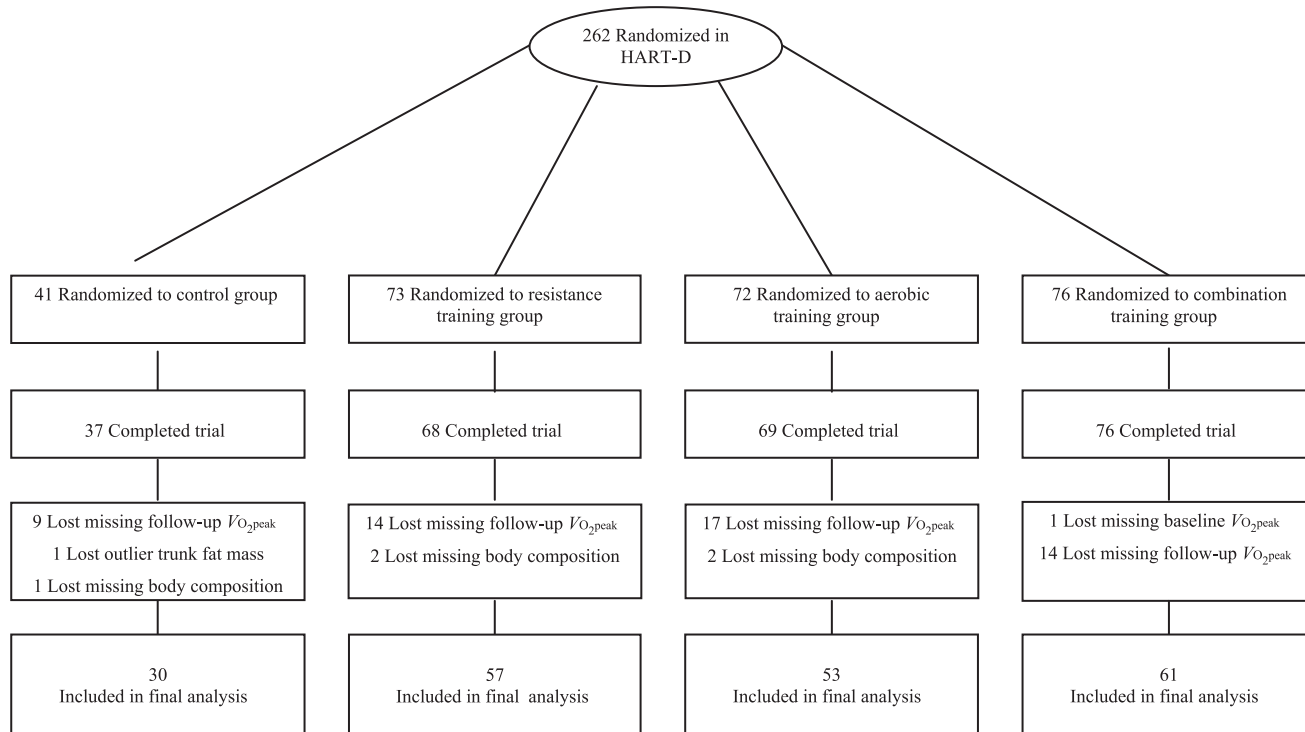 262 Randomized in
HART-D
41 Randomized to control group
73 Randomized to resistance
training group
72 Randomized to aerobic
training group
76 Randomized to combination
training group
37 Completed trial
68 Completed trial
69 Completed trial
76 Completed trial
9 Lost missing follow-up VO2peak
1 Lost outlier trunk fat mass
1 Lost missing body composition
14 Lost missing follow-up VO2peak
2 Lost missing body composition
17 Lost missing follow-up VO2peak
2 Lost missing body composition
1 Lost missing baseline VO2peak
14 Lost missing follow-up VO2peak
30
Included in final analysis
57
Included in final analysis
53
Included in final analysis
61
Included in final analysis